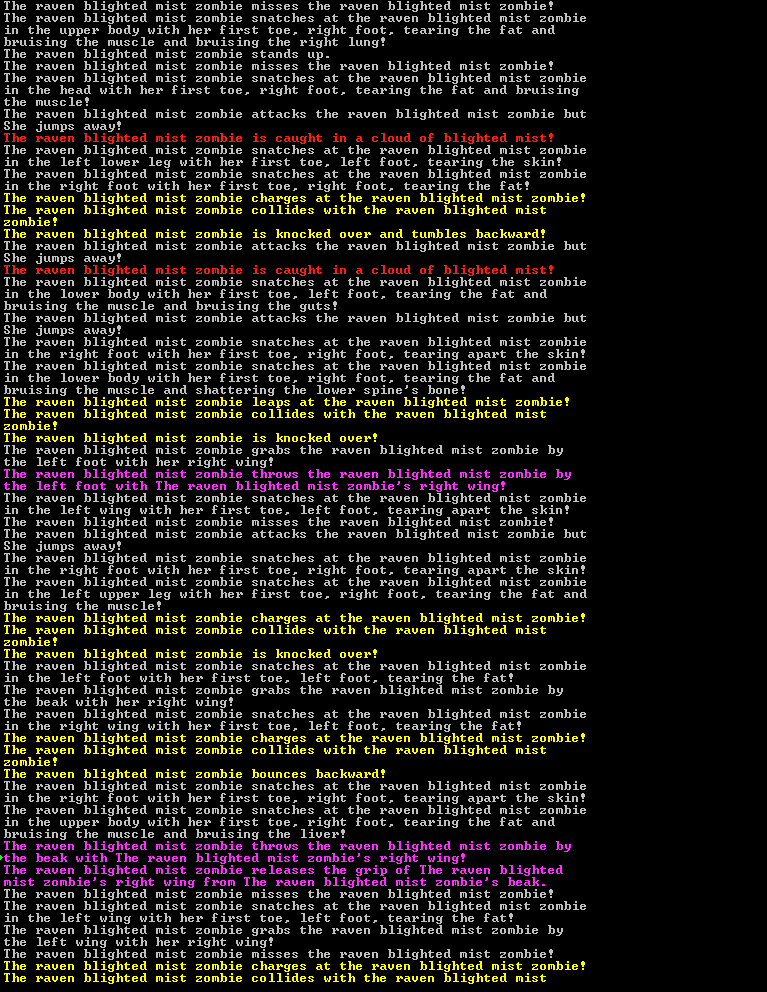 The raven blighted mist zombie misses the raven blighted mist zombie!
The raven blighted mist zombie snatches at the raven blighted mist zombie
in the upper body with her first toe, right foot, tearing the fat and
bruising the muscle and bruising the right lung!
The raven blighted mist zombie stands up.
The raven blighted mist zombie misses the raven blighted mist zombie!
The raven blighted mist zombie snatches at the raven blighted mist zombie
in the head with her first toe, right foot, tearing the fat and bruising
the muscle!
The raven blighted mist zombie attacks the raven blighted mist zombie but
She jumps away!
The raven blighted mist zombie is caught in a cloud of blighted mist!
The raven blighted mist zombie snatches at the raven blighted mist zombie
in the left lower leg with her first toe, left foot, tearing the skin!
The raven blighted mist zombie snatches at the raven blighted mist zombie
in the right foot with her first toe, right foot, tearing the fat!
The raven blighted mist zombie charges at the raven blighted mist zombie!
The raven blighted mist zombie collides with the raven blighted mist
zombie!
The raven blighted mist zombie is knocked over and tumbles backward!
The raven blighted mist zombie attacks the raven blighted mist zombie but
She jumps away!
The raven blighted mist zombie is caught in a cloud of blighted mist!
The raven blighted mist zombie snatches at the raven blighted mist zombie
in the lower body with her first toe, left foot, tearing the fat and
bruising the muscle and bruising the guts!
The raven blighted mist zombie attacks the raven blighted mist zombie but
She jumps away!
The raven blighted mist zombie snatches at the raven blighted mist zombie
in the right foot with her first toe, right foot, tearing apart the skin!
The raven blighted mist zombie snatches at the raven blighted mist zombie
in the lower body with her first toe, right foot, tearing the fat and
bruising the muscle and shattering the lower spine's bone!
The raven blighted mist zombie leaps at the raven blighted mist zombie!
The raven blighted mist zombie collides with the raven blighted mist
zombie!
The raven blighted mist zombie is knocked over!
The raven blighted mist zombie grabs the raven blighted mist zombie by
the left foot with her right wing!
The raven blighted mist zombie throws the raven blighted mist zombie by
the left foot with The raven blighted mist zombie's right wing!
The raven blighted mist zombie snatches at the raven blighted mist zombie
in the left wing with her first toe, left foot, tearing apart the skin!
The raven blighted mist zombie misses the raven blighted mist zombie!
The raven blighted mist zombie attacks the raven blighted mist zombie but
She jumps away!
The raven blighted mist zombie snatches at the raven blighted mist zombie
in the right foot with her first toe, right foot, tearing apart the skin!
The raven blighted mist zombie snatches at the raven blighted mist zombie
in the left upper leg with her first toe, right foot, tearing the fat and
bruising the muscle!
The raven blighted mist zombie charges at the raven blighted mist zombie!
The raven blighted mist zombie collides with the raven blighted mist
zombie!
The raven blighted mist zombie is knocked over!
The raven blighted mist zombie snatches at the raven blighted mist zombie
in the left foot with her first toe, left foot, tearing the fat!
The raven blighted mist zombie grabs the raven blighted mist zombie by
the beak with her right wing!
The raven blighted mist zombie snatches at the raven blighted mist zombie
in the right wing with her first toe, left foot, tearing the fat!
The raven blighted mist zombie charges at the raven blighted mist zombie!
The raven blighted mist zombie collides with the raven blighted mist
zombie!
The raven blighted mist zombie bounces backward!
The raven blighted mist zombie snatches at the raven blighted mist zombie
in the right foot with her first toe, right foot, tearing apart the skin!
The raven blighted mist zombie snatches at the raven blighted mist zombie
in the upper body with her first toe, right foot, tearing the fat and
bruising the muscle and bruising the liver!
The raven blighted mist zombie throws the raven blighted mist zombie by
the beak with The raven blighted mist zombie's right wing!
The raven blighted mist zombie releases the grip of The raven blighted
mist zombie's right wing from The raven blighted mist zombie's beak.
The raven blighted mist zombie misses the raven blighted mist zombie!
The raven blighted mist zombie snatches at the raven blighted mist zombie
in the left wing with her first toe, left foot, tearing the fat!
The raven blighted mist zombie grabs the raven blighted mist zombie by
the left wing with her right wing!
The raven blighted mist zombie misses the raven blighted mist zombie!
The raven blighted mist zombie charges at the raven blighted mist zombie!
The raven blighted mist zombie collides with the raven blighted mist